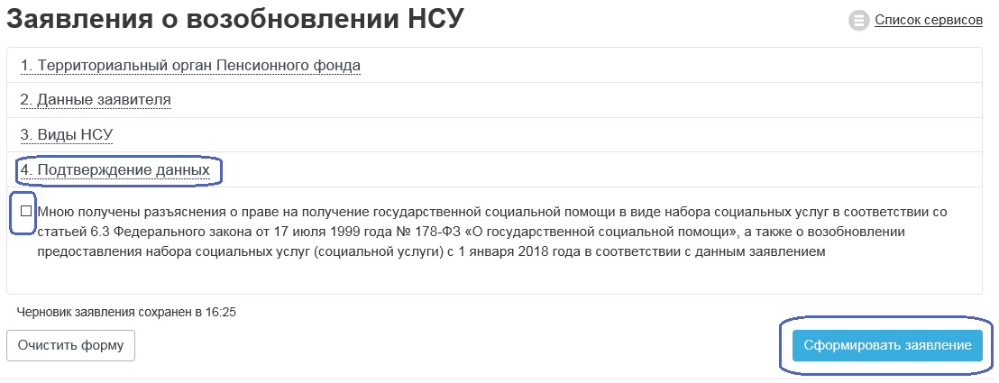 Заявления о возобновлении НСУ
Список сервисов
1. Территориальный орган Пенсионного фонда
2. Данные заявителя
3. Виды НСУ
4. Подтверждение данных
Мною получены разъяснения о праве на получение государственной социальной помощи в виде набора социальных услуг в соответствии со
статьей 6.3 Федерального закона от 17 июля 1999 года № 178-ФЗ «О государственной социальной помощи», а также о возобновлении
предоставления набора социальных услуг (социальной услуги) с 1 января 2018 года в соответствии с данным заявлением
Черновик заявления сохранен в 16:25
Очистить форму
Сформировать заявление